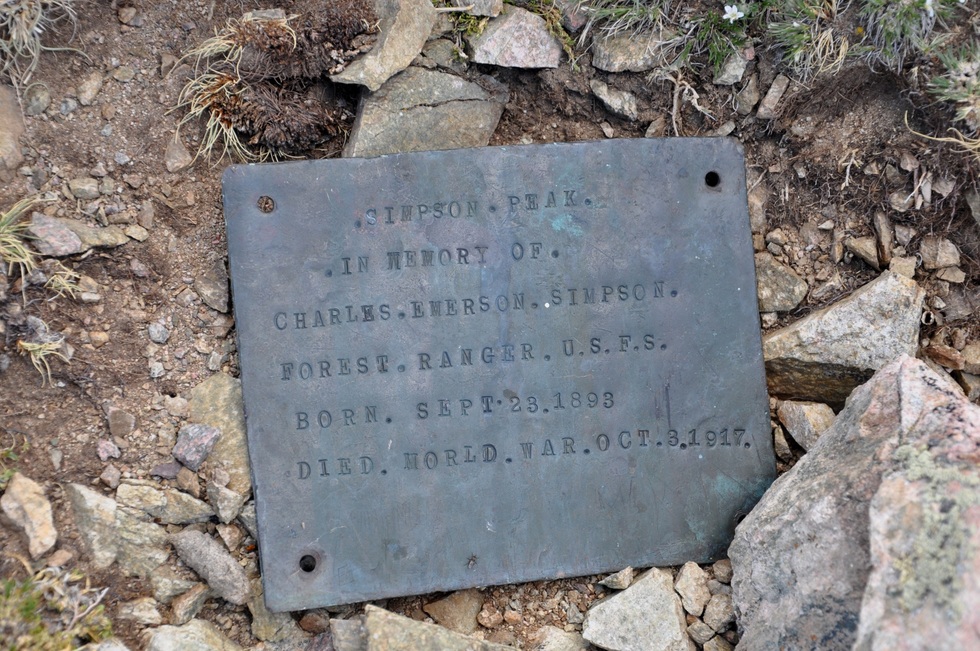 .SIMPSON.PEAK.
.IN MEMORY OF.
CHARLES.EMERSON.SIMPSON.
FOREST.RANGER.U.S.F.S.
BORN. SEPT.23.1893
DIED.WORLD.WAR.OCT.3.1917.